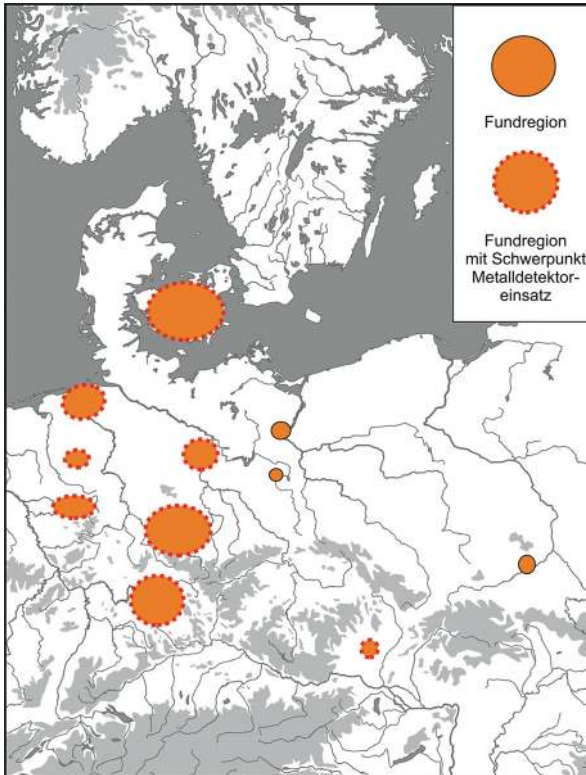 Fundregion
Fundregion
mit Schwerpunkt
Metalldetektor-
einsatz